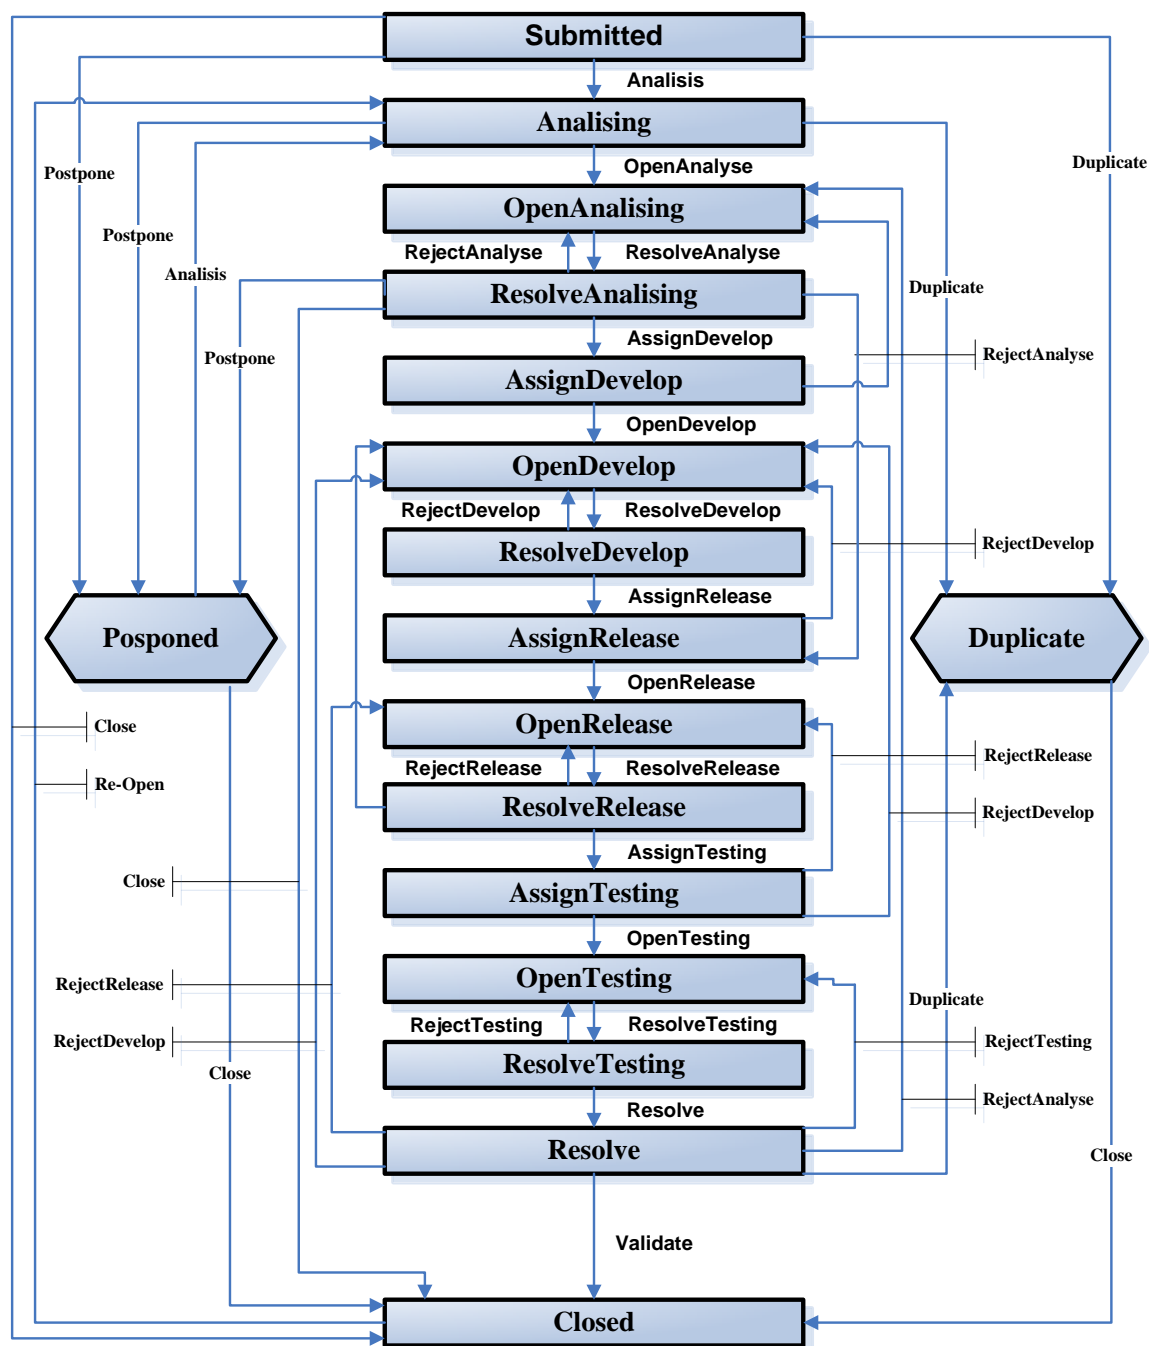 Submitted
Analisis
Analising
Duplicate
Postpone
OpenAnalyse
OpenAnalising
Postpone
RejectAnalyse
ResolveAnalyse
Analisis
Duplicate
ResolveAnalising
AssignDevelop
RejectAnalyse
Postpone
AssignDevelop
OpenDevelop
OpenDevelop
RejectDevelop
ResolveDevelop
RejectDevelop
ResolveDevelop
AssignRelease
Posponed
AssignRelease
Duplicate
OpenRelease
Close
OpenRelease
RejectRelease
RejectRelease
ResolveRelease
Re-Open
ResolveRelease
RejectDevelop
AssignTesting
Close
AssignTesting
OpenTesting
RejectRelease
OpenTesting
Duplicate
RejectTesting
ResolveTesting
RejectDevelop
RejectTesting
Close
ResolveTesting
RejectAnalyse
Resolve
Resolve
Close
Validate
Closed